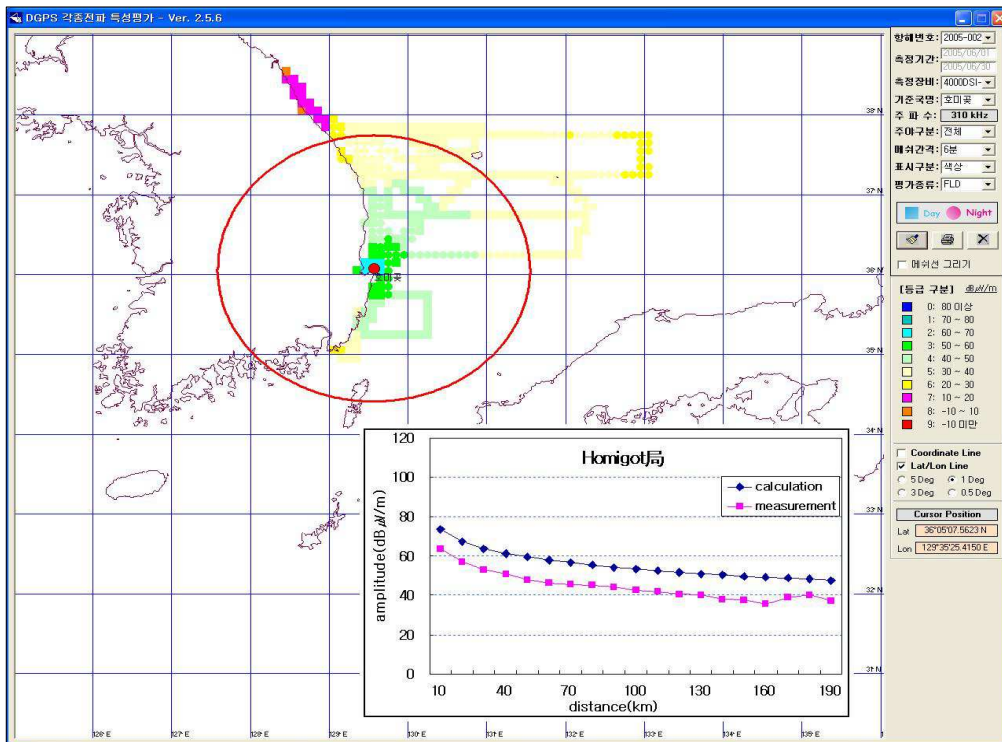 DGPS 각종전파 특성평가 - Ver. 2.5.6
항해번호: 2005-002
측정기간: 2005/06/01
2005/06/30
측정장비: 4000DSI-
기준국명: 호미곶
주 파 수: 310 kHz
주야구분: 전체
메쉬간격: 6분
표시구분: 색상
평가종류: FLD
Day Night
메쉬선 그리기
[등급 구분] dBμV/m
0: 80 이상
1: 70 ~ 80
2: 60 ~ 70
3: 50 ~ 60
4: 40 ~ 50
5: 30 ~ 40
6: 20 ~ 30
7: 10 ~ 20
8: -10 ~ 10
9: -10 미만
Coordinate Line
Lat/Lon Line
5 Deg 1 Deg
3 Deg 0.5 Deg
Cursor Position
Lat 36°05'07.5623 N
Lon 129°35'25.4150 E
호미곶
38°N
37°N
36°N
35°N
34°N
33°N
32°N
31°N
126°E 127°E 128°E 129°E 130°E 131°E 132°E 133°E 134°E 135°E
Homigot局
calculation
measurement
amplitude(dBμV/m)
120
100
80
60
40
20
0
10 40 70 100 130 160 190
distance(km)